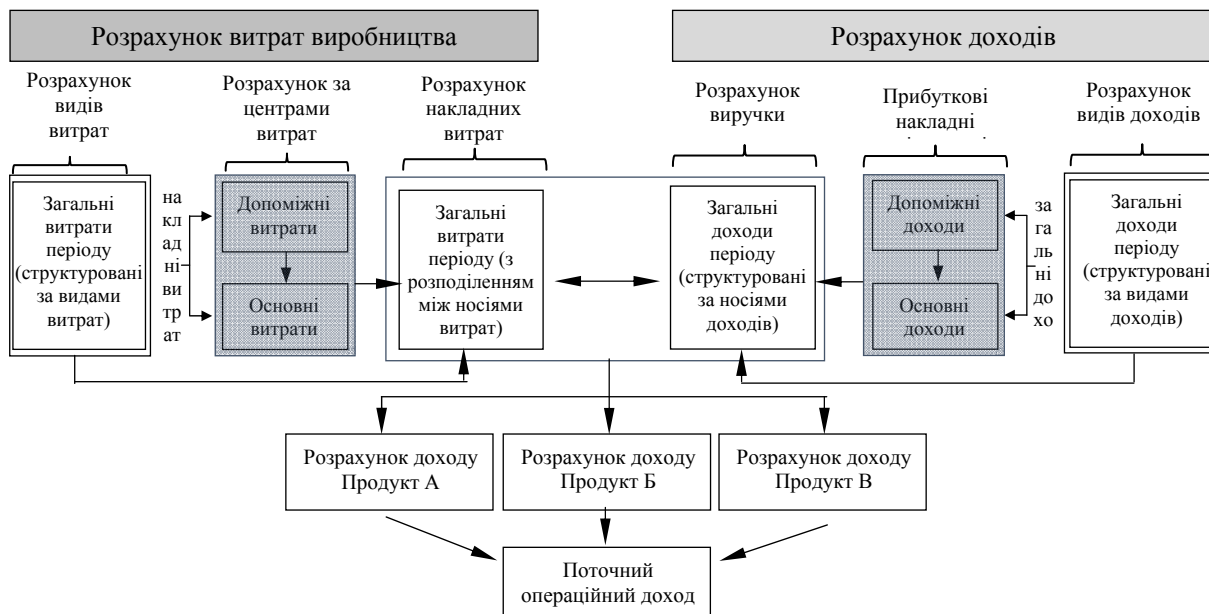 Розрахунок витрат виробництва
Розрахунок доходів
Розрахунок
видів
витрат
Розрахунок за
центрами
витрат
Розрахунок
накладних
витрат
Розрахунок
виручки
Прибуткові
накладні
Розрахунок
видів доходів
Загальні
витрати
періоду
(структуровані
за видами
витрат)
на
кл
ад
ні
ви
тр
ат
Допоміжні
витрати
Основні
витрати
Загальні
витрати
періоду (з
розподіленням
між носіями
витрат)
Загальні
доходи
періоду
(структуровані
за носіями
доходів)
Допоміжні
доходи
Основні
доходи
за
га
ль
ні
до
хо
Загальні
доходи
періоду
(структуровані
за видами
доходів)
Розрахунок доходу
Продукт А
Розрахунок доходу
Продукт Б
Розрахунок доходу
Продукт В
Поточний
операційний доход